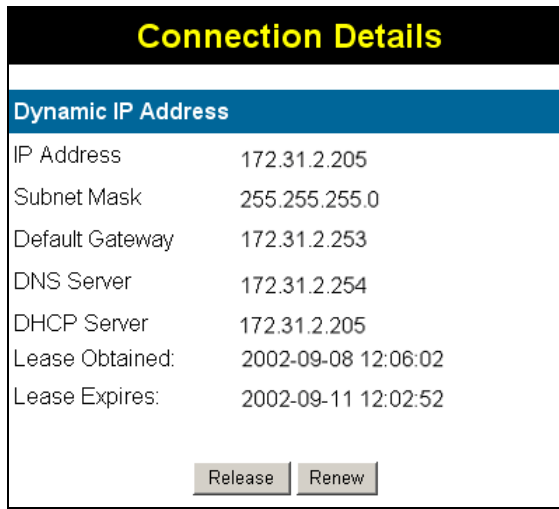 Connection Details
Dynamic IP Address
IP Address 172.31.2.205
Subnet Mask 255.255.255.0
Default Gateway 172.31.2.253
DNS Server 172.31.2.254
DHCP Server 172.31.2.205
Lease Obtained: 2002-09-08 12:06:02
Lease Expires: 2002-09-11 12:02:52
Release Renew